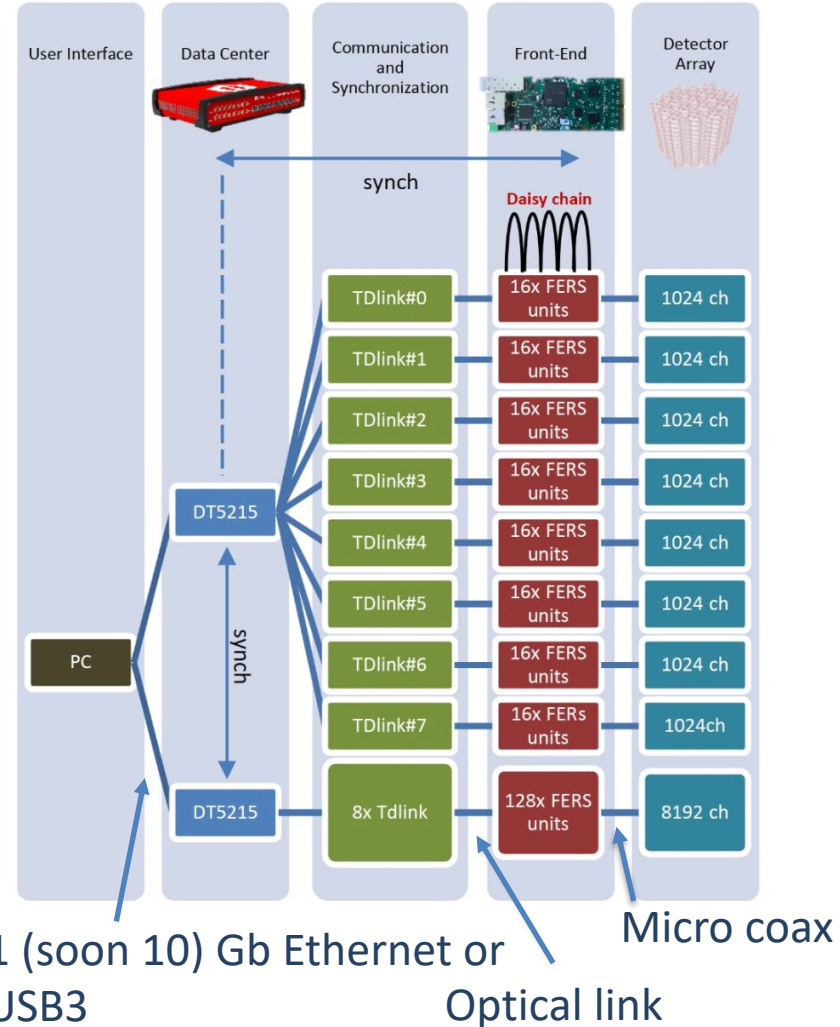 User Interface
Data Center
Communication
and
Synchronization
Front-End
Detector
Array
synch
Daisy chain
TDlink#0
16x FERS
units
1024 ch
TDlink#1
16x FERS
units
1024 ch
TDlink#2
16x FERS
units
1024 ch
TDlink#3
16x FERS
units
1024 ch
DT5215
TDlink#4
16x FERS
units
1024 ch
TDlink#5
16x FERS
units
1024 ch
synch
PC
TDlink#6
16x FERS
units
1024 ch
TDlink#7
16x FERs
units
1024ch
DT5215
8x Tdlink
128x FERS
units
8192 ch
1 (soon 10) Gb Ethernet or
USB3
Optical link
Micro coax